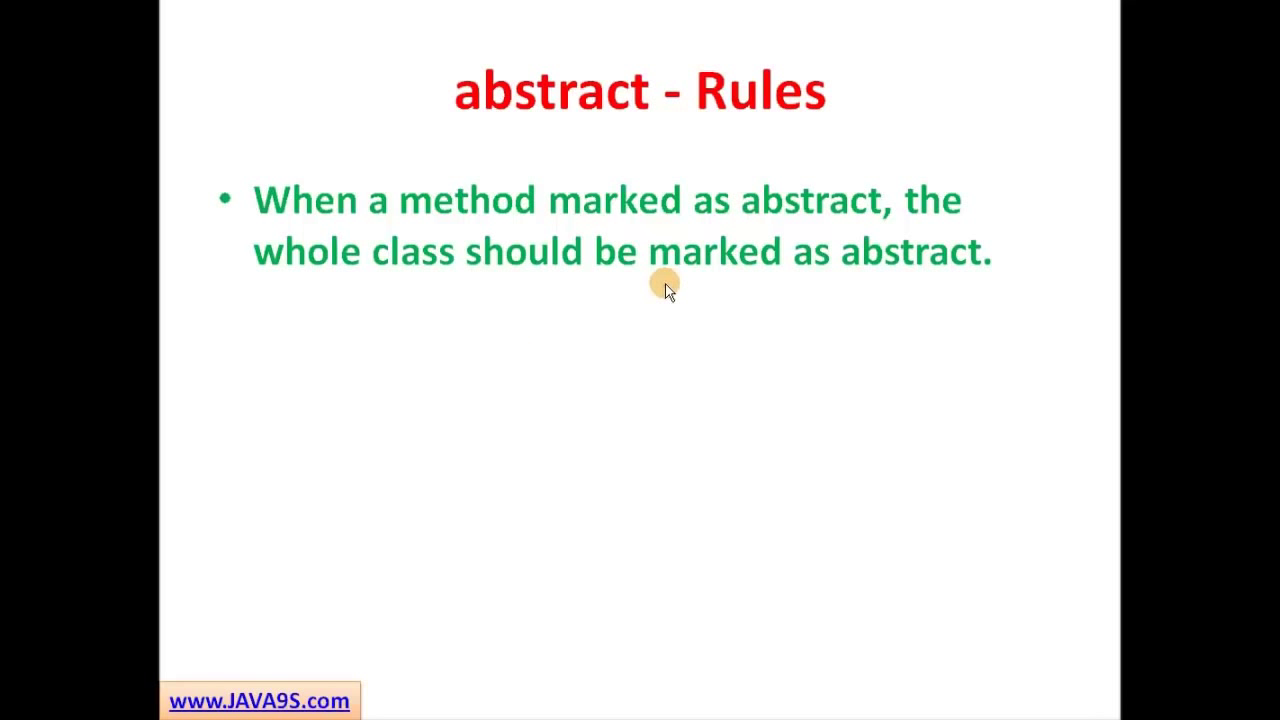 abstract - Rules
• When a method marked as abstract, the
whole class should be marked as abstract.
www.JAVA9S.com